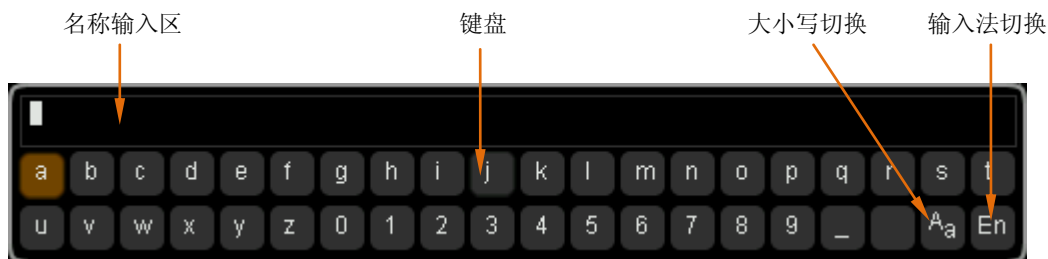 名称输入区 键盘 大小写切换 输入法切换
a b c d e f g h i j k l m n o p q r s t
u v w x y z 0 1 2 3 4 5 6 7 8 9 _ Aa En